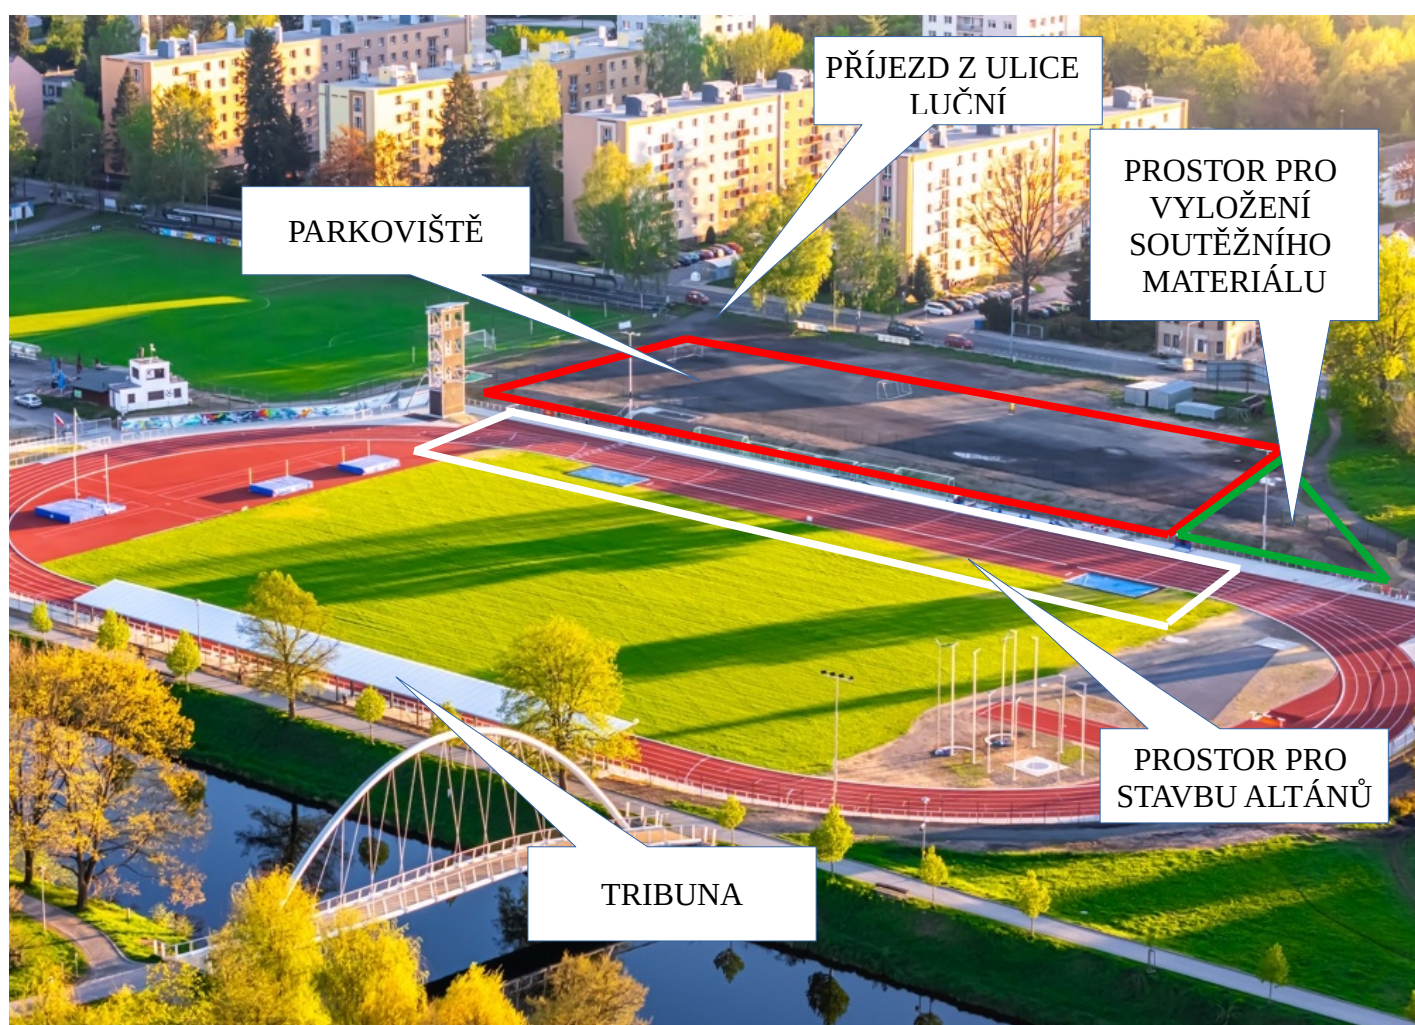 PŘÍJEZD Z ULICE
LUČNÍ
PROSTOR PRO
VYLOŽENÍ
SOUTĚŽNÍHO
MATERIÁLU
PARKOVIŠTĚ
PROSTOR PRO
STAVBU ALTÁNŮ
TRIBUNA